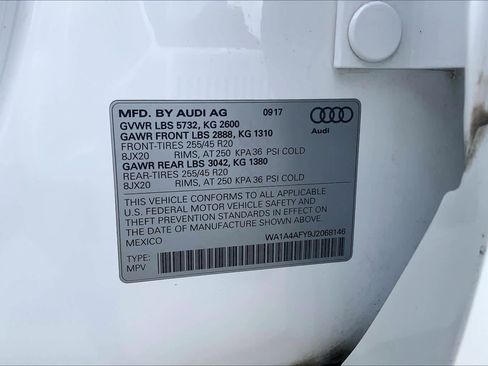 MFD. BY AUDI AG 09 17
GVWR LBS 5732, KG 2600
GAWR FRONT LBS 2888, KG 1310
FRONT-TIRES 255/45 R20
8JX20 RIMS, AT 250 KPA 36 PSI COLD
GAWR REAR LBS 3042, KG 1380
REAR-TIRES 255/45 R20
8JX20 RIMS, AT 250 KPA 36 PSI COLD
Audi
THIS VEHICLE CONFORMS TO ALL APPLICABLE
U.S. FEDERAL MOTOR VEHICLE SAFETY AND
THEFT PREVENTION STANDARDS IN EFFECT ON
THE DATE OF MANUFACTURE SHOWN ABOVE
MEXICO
WA1A4AFY9J2068146
TYPE:
MPV